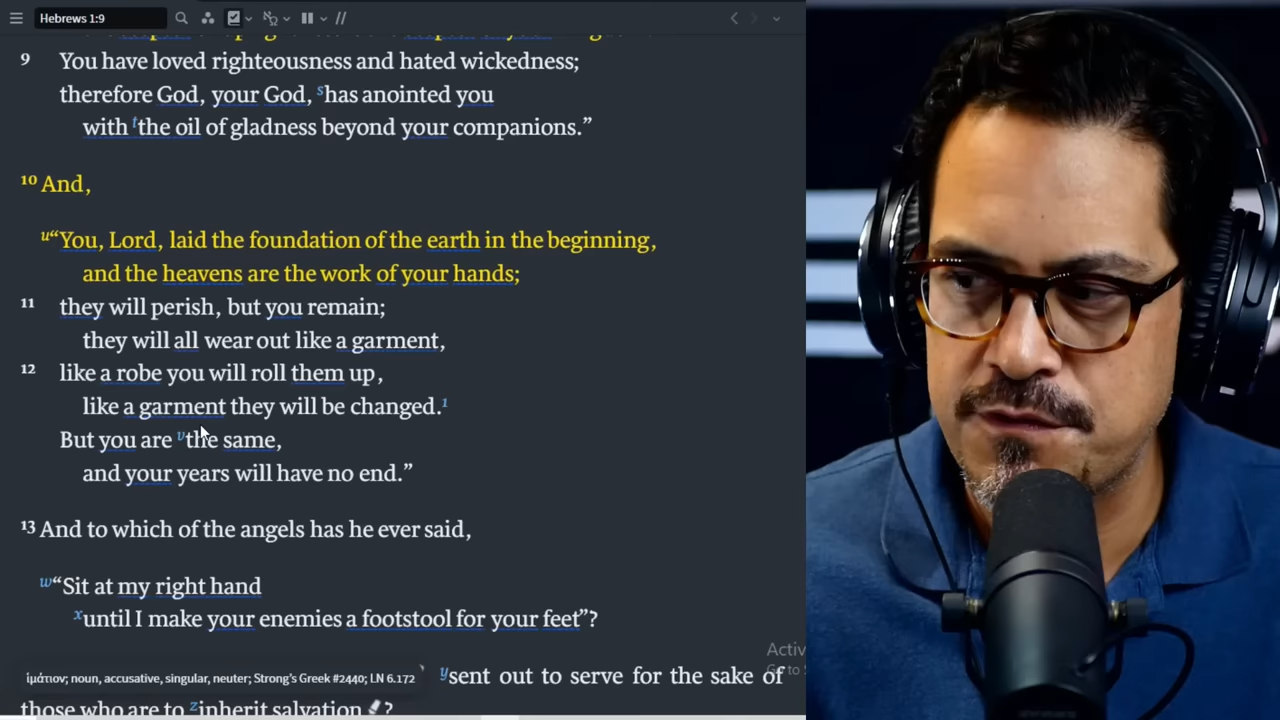 Hebrews 1:9
9 You have loved righteousness and hated wickedness;
therefore God, your God, s has anointed you
with t the oil of gladness beyond your companions.”
10 And,
u “You, Lord, laid the foundation of the earth in the beginning,
and the heavens are the work of your hands;
11 they will perish, but you remain;
they will all wear out like a garment,
12 like a robe you will roll them up,
like a garment they will be changed.1
But you are v the same,
and your years will have no end.”
13 And to which of the angels has he ever said,
w “Sit at my right hand
x until I make your enemies a footstool for your feet”?
Activ
y sent out to serve for the sake of
Go to S
ἱμάτιον; noun, accusative, singular, neuter; Strong’s Greek #2440; LN 6.172
those who are to z inherit salvation ?